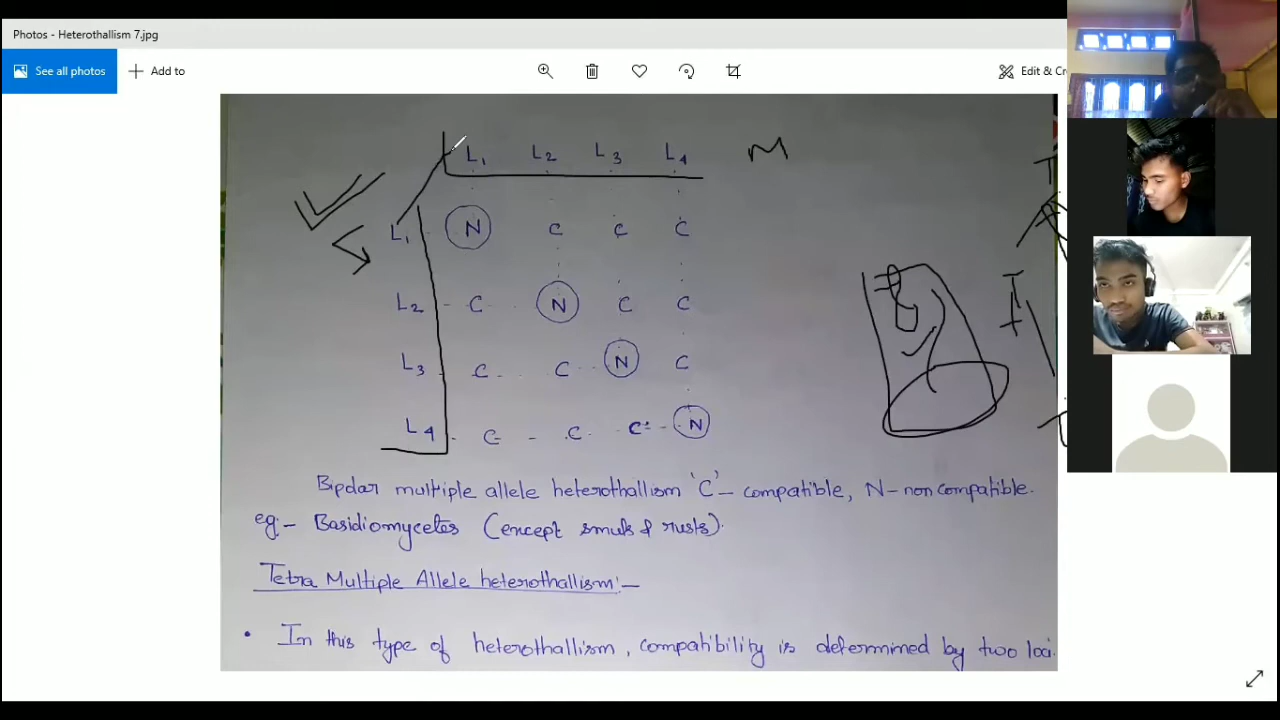 Photos - Heterothallism 7.jpg
See all photos
Add to
Edit & Cr
L1 L2 L3 L4 M
L1 N C C C
L2 C N C C
L3 C C N C
L4 C C C N
Bipolar multiple allele heterothallism 'C' - compatible, N - non compatible.
eg:- Basidiomycetes (encept smuts & rusts).
Tetra Multiple Allele heterothallism:-
• In this type of heterothallism, compatibility is determined by two loci.